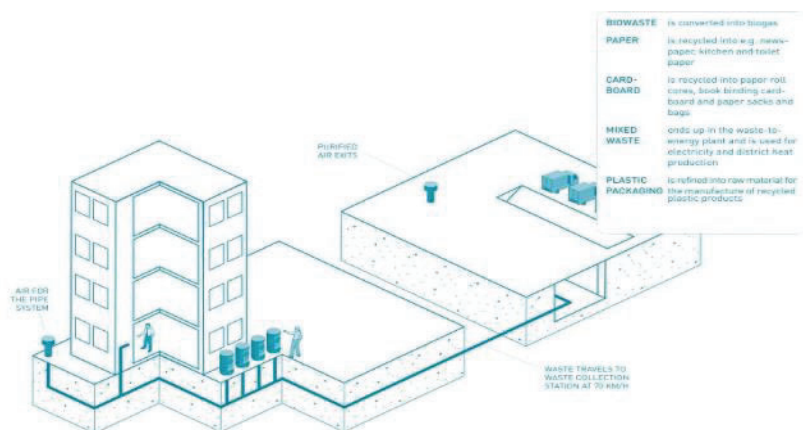 BIOWASTE is converted into biogas
PAPER is recycled into e.g. news-
paper, kitchen and toilet
paper
CARD- is recycled into paper roll
BOARD cores, book binding card-
board and paper sacks and
bags
MIXED ends up in the waste-to-
WASTE energy plant and is used for
electricity and district heat
production
PLASTIC is refined into raw material for
PACKAGING the manufacture of recycled
plastic products
PURIFIED
AIR EXITS
AIR FOR
THE PIPE
SYSTEM
WASTE TRAVELS TO
WASTE COLLECTION
STATION AT 70 KM/H